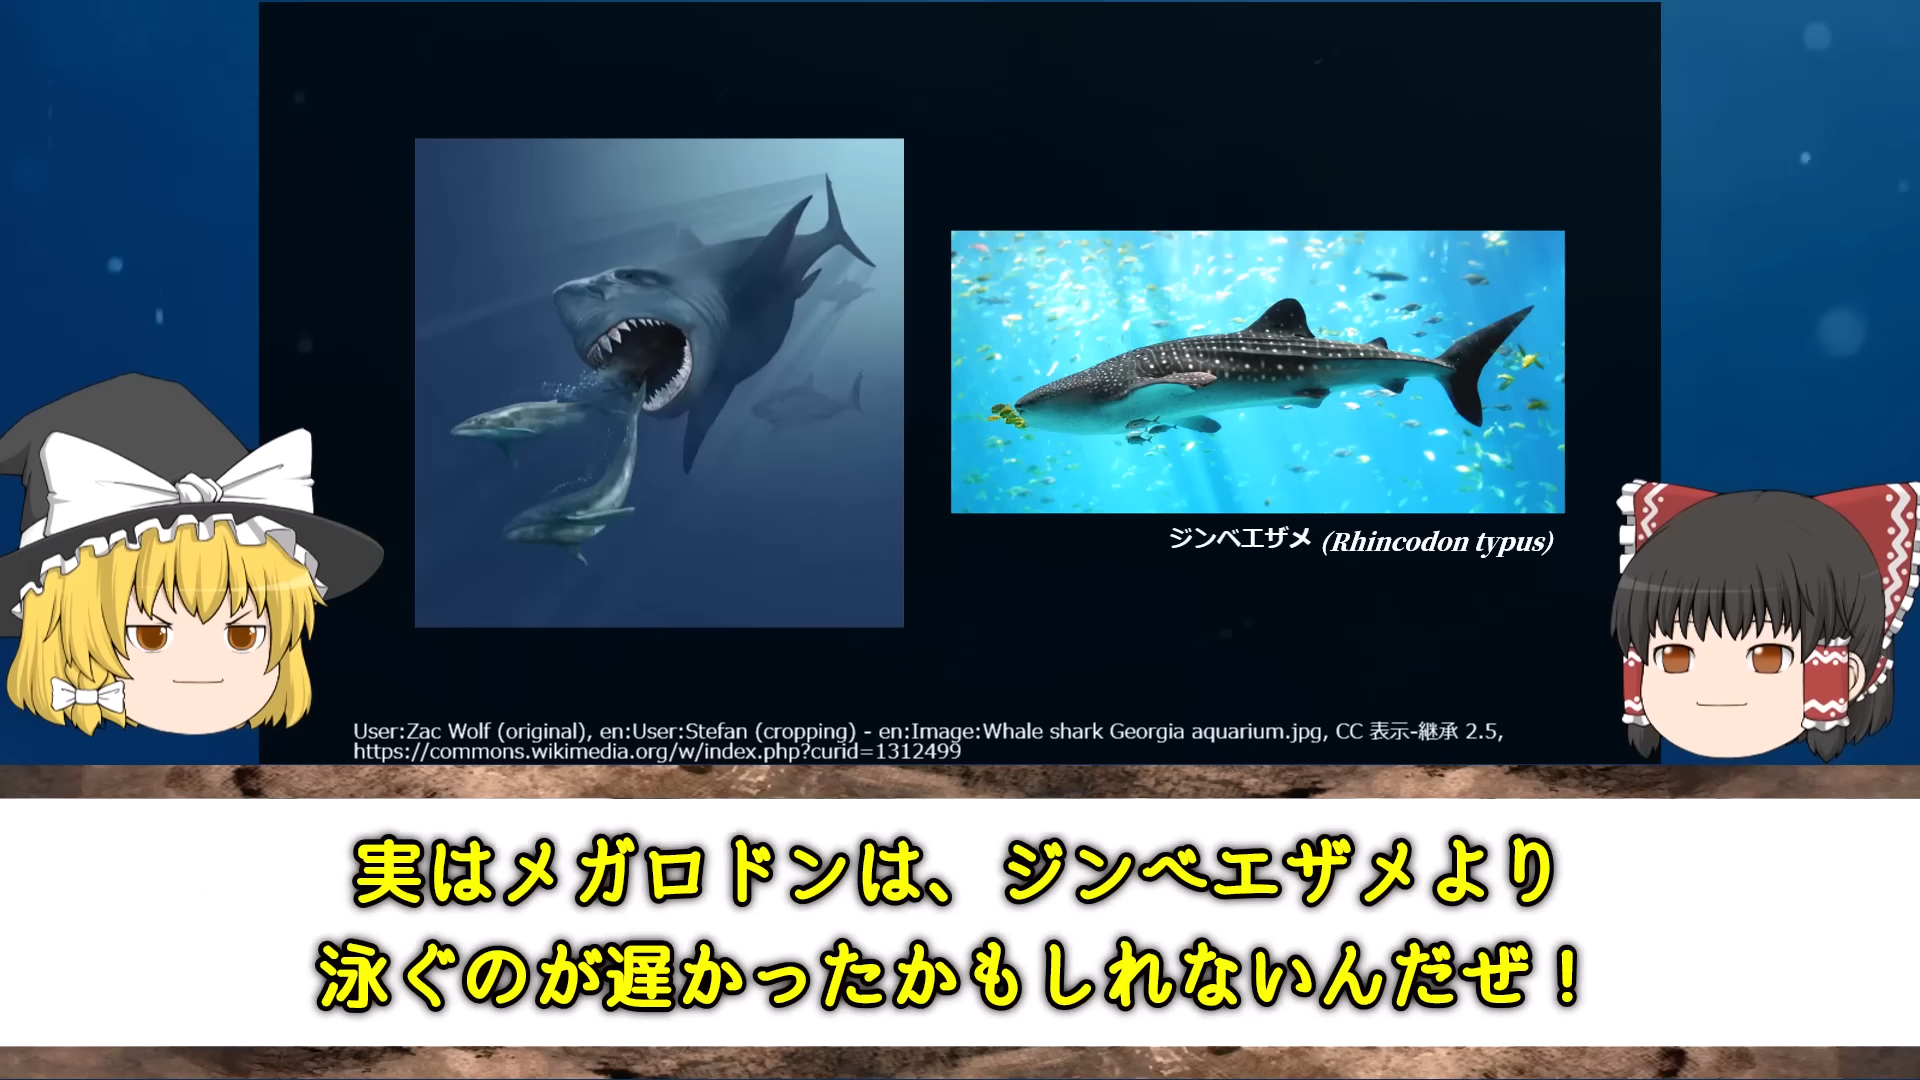 ジンベエザメ (Rhincodon typus)
User:Zac Wolf (original), en:User:Stefan (cropping) - en:Image:Whale shark Georgia aquarium.jpg, CC 表示-継承 2.5,
https://commons.wikimedia.org/w/index.php?curid=1312499
実はメガロドンは、ジンベエザメより
泳ぐのが遅かったかもしれないんだぜ！